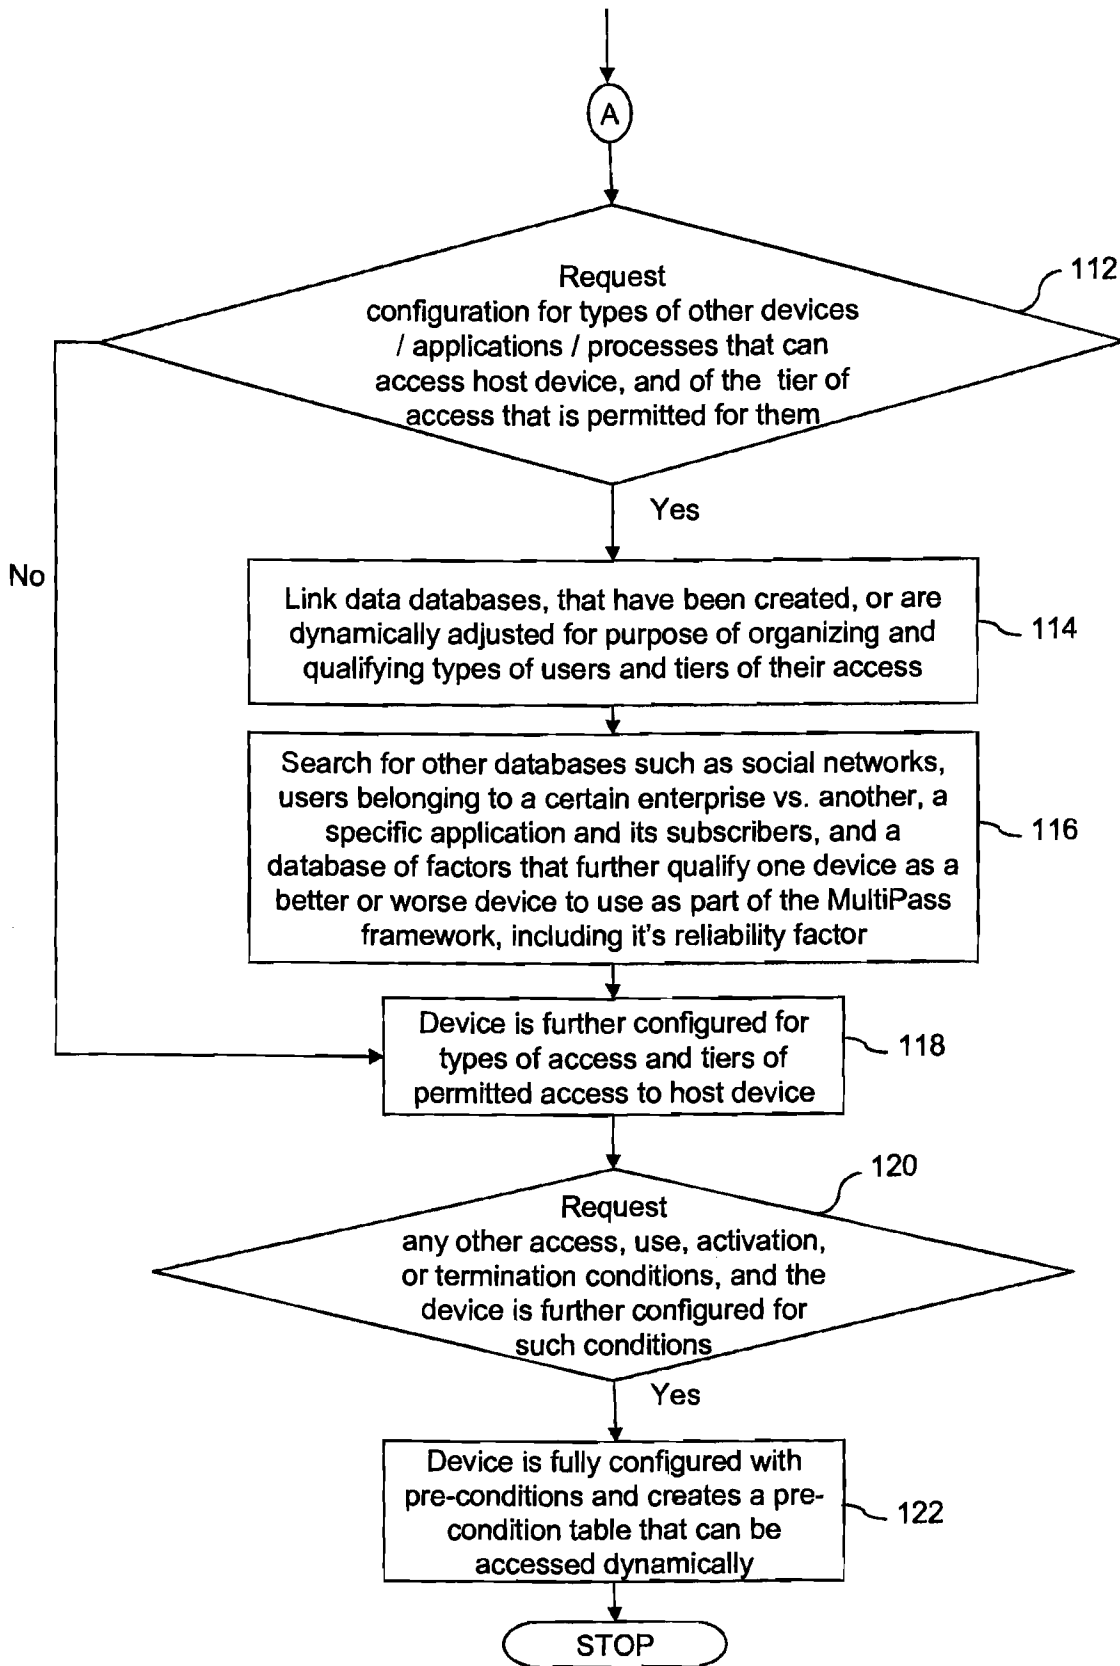 A
Request
configuration for types of other devices
/ applications / processes that can
access host device, and of the tier of
access that is permitted for them
112
Yes
No
Link data databases, that have been created, or are
dynamically adjusted for purpose of organizing and
qualifying types of users and tiers of their access
114
Search for other databases such as social networks,
users belonging to a certain enterprise vs. another, a
specific application and its subscribers, and a
database of factors that further qualify one device as a
better or worse device to use as part of the MultiPass
framework, including it's reliability factor
116
Device is further configured for
types of access and tiers of
permitted access to host device
118
Request
any other access, use, activation,
or termination conditions, and the
device is further configured for
such conditions
120
Yes
Device is fully configured with
pre-conditions and creates a pre-
condition table that can be
accessed dynamically
122
STOP